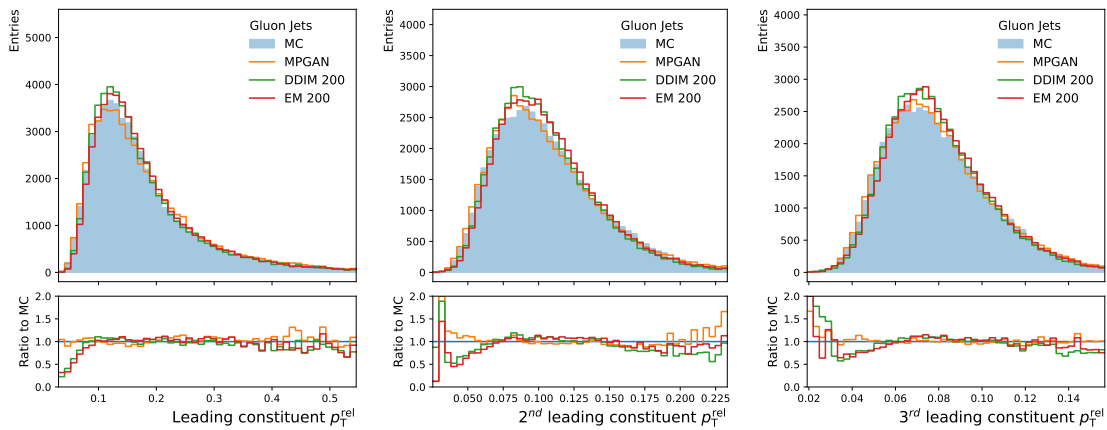 Entries
5000
4000
3000
2000
1000
0
Gluon Jets
MC
MPGAN
DDIM 200
EM 200
Ratio to MC
2.0
1.5
1.0
0.5
0.0
0.1
0.2
0.3
0.4
0.5
Leading constituent p_T^rel
Entries
4000
3500
3000
2500
2000
1500
1000
500
0
Gluon Jets
MC
MPGAN
DDIM 200
EM 200
Ratio to MC
2.0
1.5
1.0
0.5
0.0
0.050
0.075
0.100
0.125
0.150
0.175
0.200
0.225
2^nd leading constituent p_T^rel
Entries
4000
3500
3000
2500
2000
1500
1000
500
0
Gluon Jets
MC
MPGAN
DDIM 200
EM 200
Ratio to MC
2.0
1.5
1.0
0.5
0.0
0.02
0.04
0.06
0.08
0.10
0.12
0.14
3^rd leading constituent p_T^rel